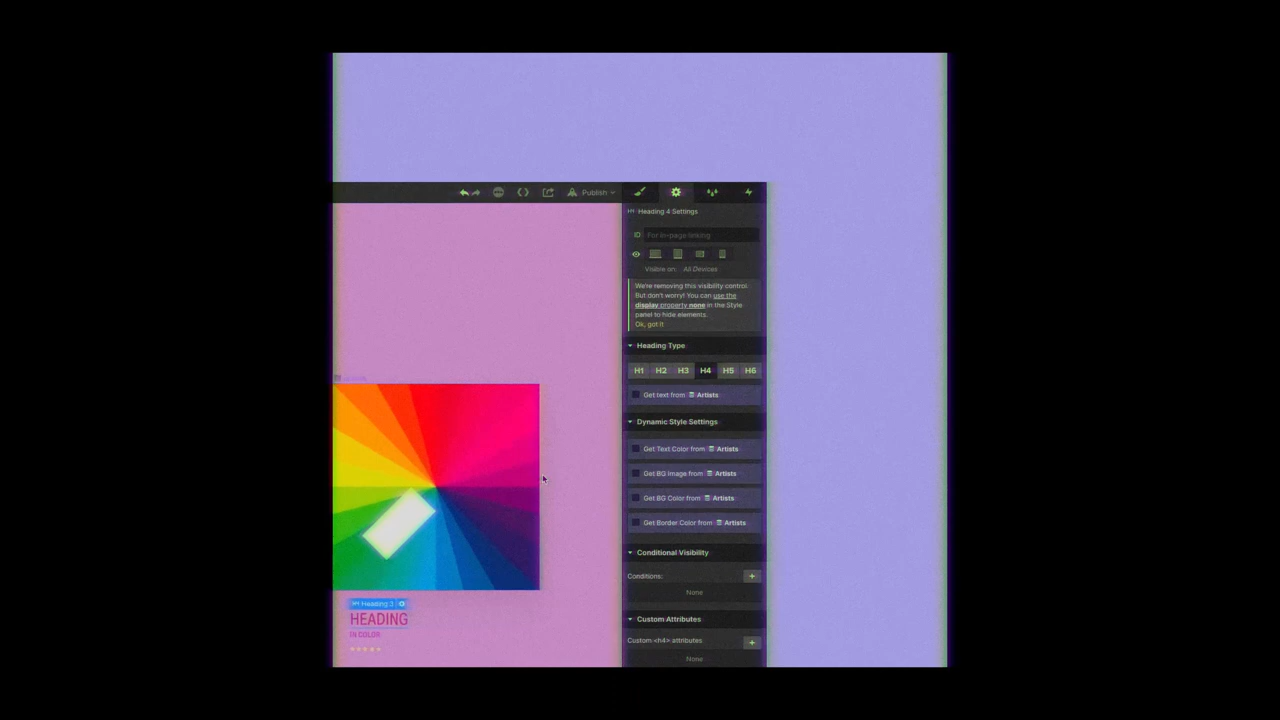 Publish
H1 Heading 4 Settings
ID For in-page linking
Visible on: All Devices
We're removing this visibility control.
But don't worry! You can use the
display property none in the Style
panel to hide elements.
Ok, got it
Heading Type
H1 H2 H3 H4 H5 H6
Get text from Artists
Dynamic Style Settings
Get Text Color from Artists
Get BG Image from Artists
Get BG Color from Artists
Get Border Color from Artists
Conditional Visibility
Conditions: +
None
Custom Attributes
Custom <h4> attributes +
None
Heading
HEADING
IN COLOR